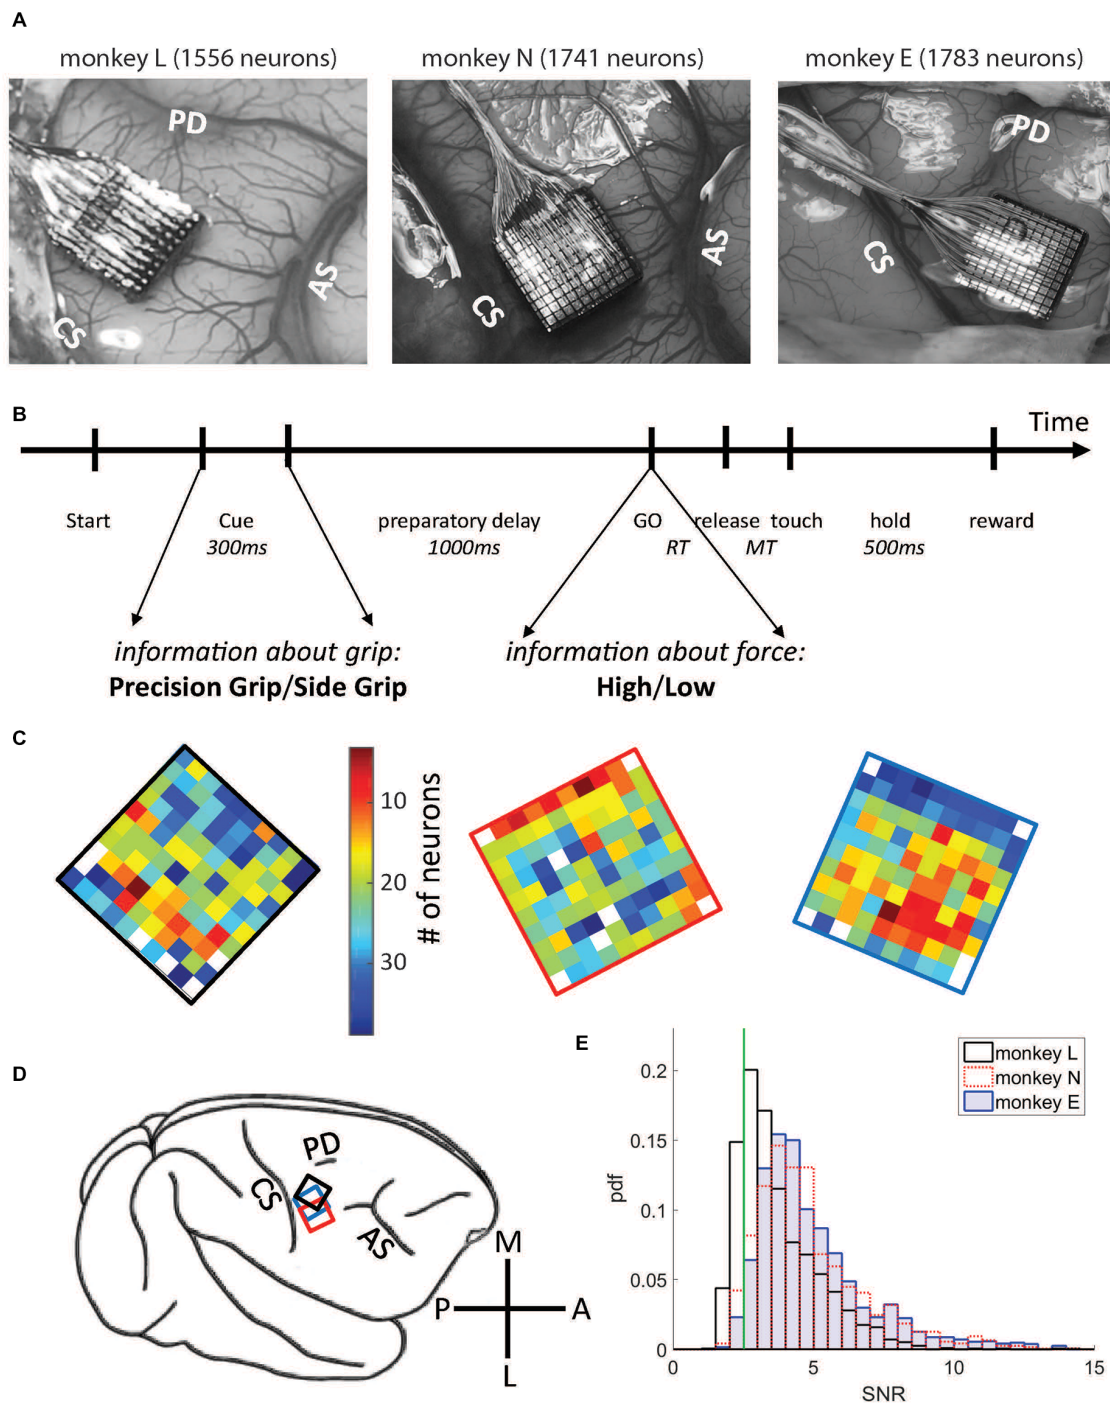 A
monkey L (1556 neurons)
monkey N (1741 neurons)
monkey E (1783 neurons)
PD
AS
CS
AS
CS
PD
CS
B
Time
Start
Cue
300ms
preparatory delay
1000ms
GO
RT
release
touch
MT
hold
500ms
reward
information about grip:
Precision Grip/Side Grip
information about force:
High/Low
C
10
20
30
# of neurons
D
PD
CS
AS
M
P
A
L
E
monkey L
monkey N
monkey E
0.2
0.15
0.1
0.05
0
pdf
0
5
10
15
SNR